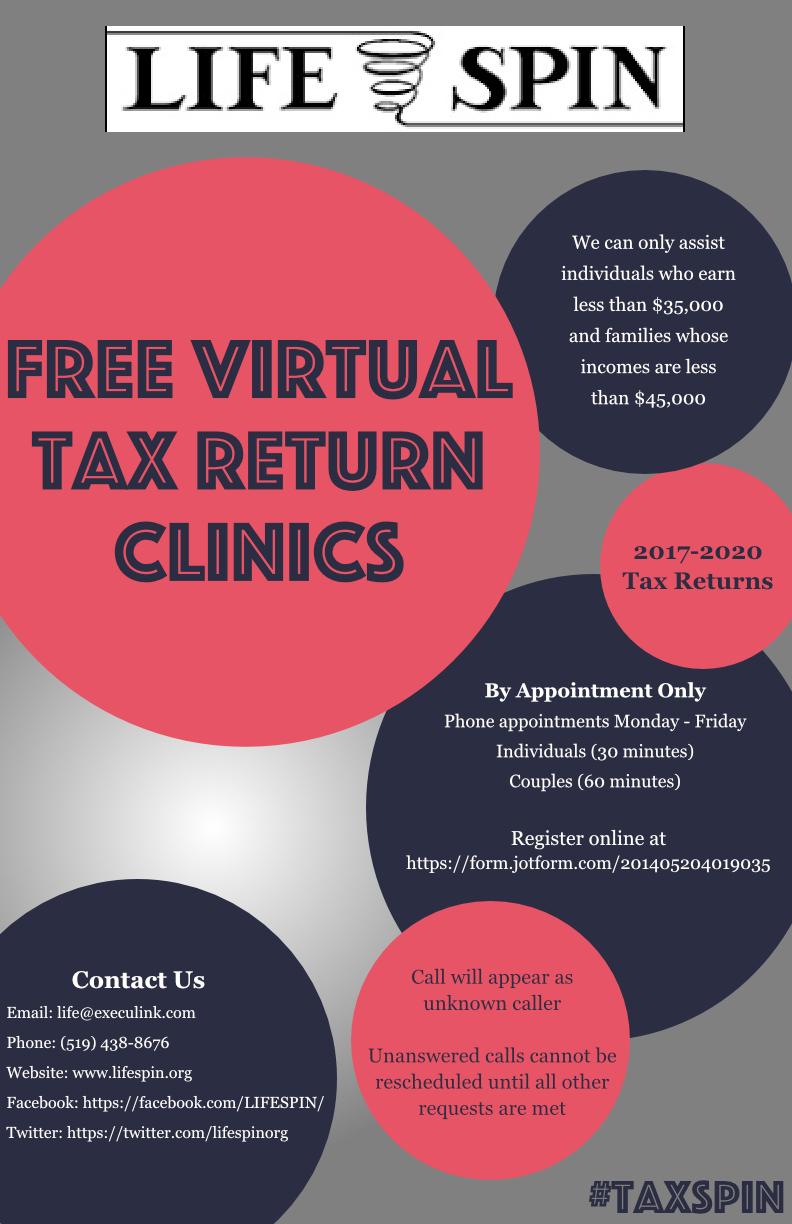 LIFE SPIN
We can only assist
individuals who earn
less than $35,000
and families whose
incomes are less
than $45,000
FREE VIRTUAL
TAX RETURN
CLINICS
2017-2020
Tax Returns
By Appointment Only
Phone appointments Monday - Friday
Individuals (30 minutes)
Couples (60 minutes)
Register online at
https://form.jotform.com/201405204019035
Call will appear as
unknown caller
Unanswered calls cannot be
rescheduled until all other
requests are met
Contact Us
Email: life@execulink.com
Phone: (519) 438-8676
Website: www.lifespin.org
Facebook: https://facebook.com/LIFESPIN/
Twitter: https://twitter.com/lifespinorg
#TAXSPIN